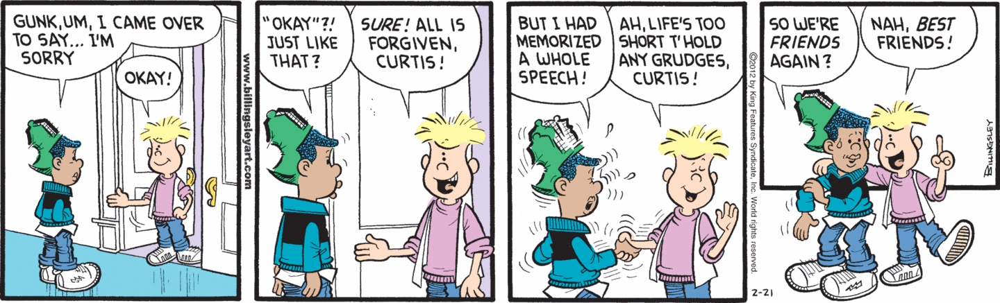 GUNK, UM, I CAME OVER
TO SAY... I'M
SORRY
OKAY!
www.billingsleyart.com
"OKAY"?!
JUST LIKE
THAT?
SURE! ALL IS
FORGIVEN,
CURTIS!
BUT I HAD
MEMORIZED
A WHOLE
SPEECH!
AH, LIFE'S TOO
SHORT T'HOLD
ANY GRUDGES,
CURTIS!
©2012 by King Features Syndicate, Inc. World rights reserved.
SO WE'RE
FRIENDS
AGAIN?
NAH, BEST
FRIENDS!
BILLINGSLEY
2-21